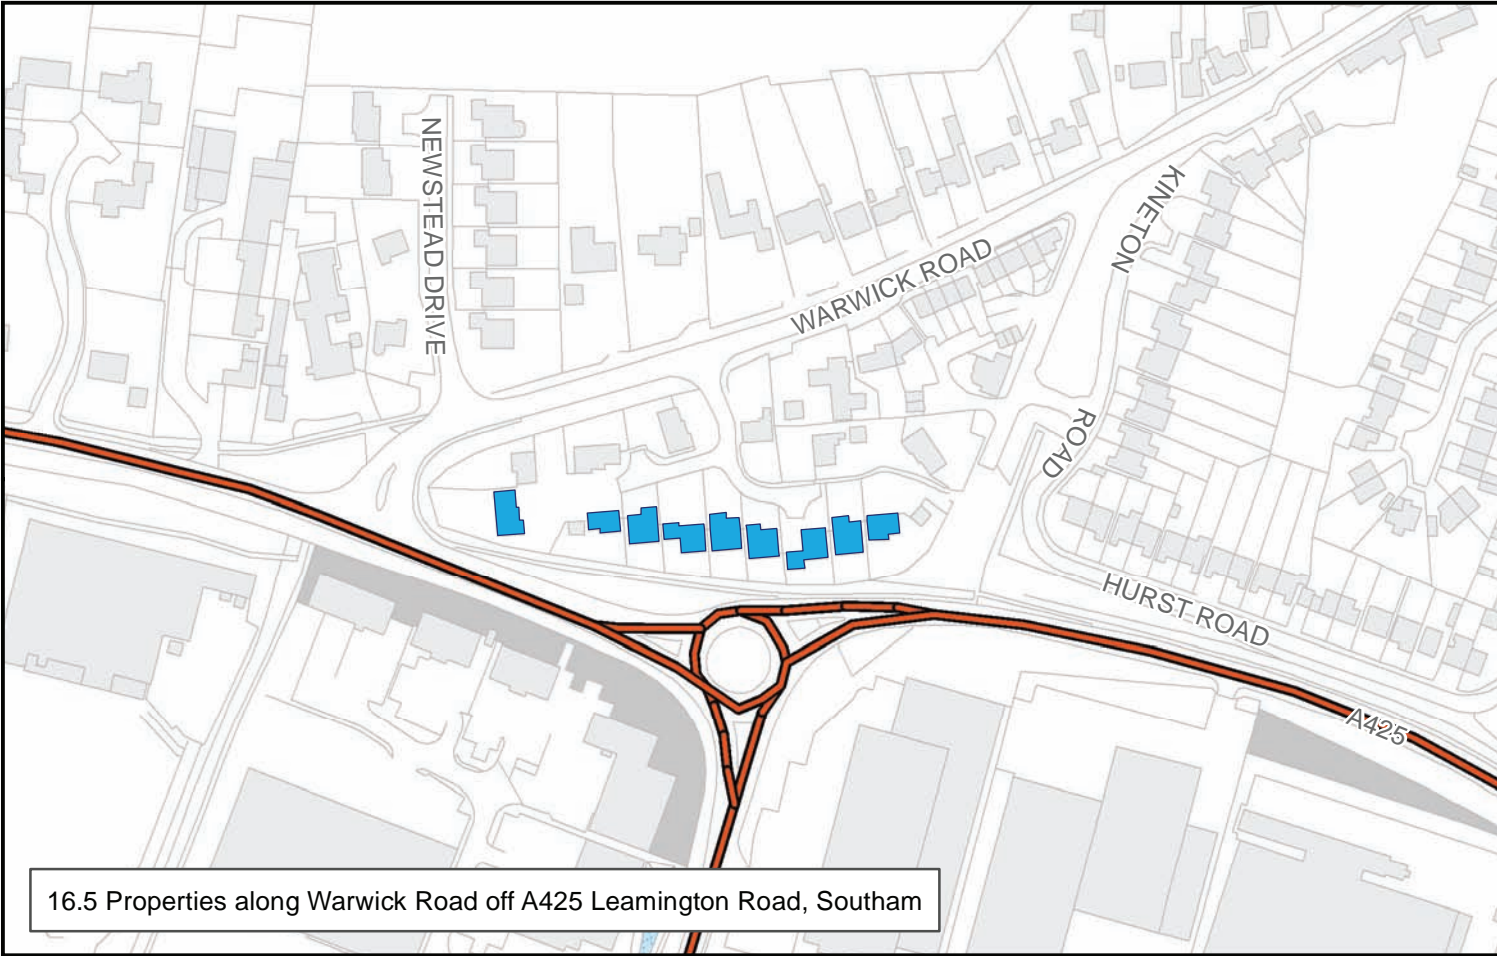 NEWSTEAD DRIVE
WARWICK ROAD
KINETON
ROAD
HURST ROAD
A425
16.5 Properties along Warwick Road off A425 Leamington Road, Southam